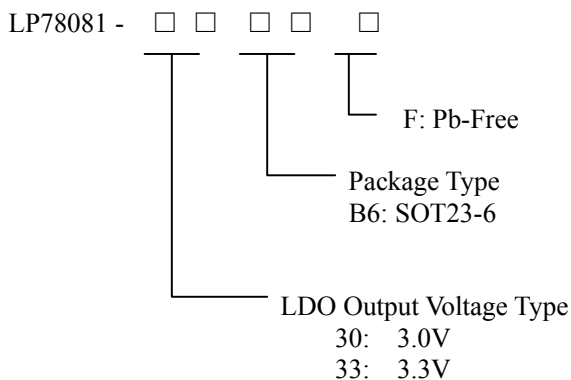 LP78081 - □ □ □ □ □
F: Pb-Free
Package Type
B6: SOT23-6
LDO Output Voltage Type
30: 3.0V
33: 3.3V